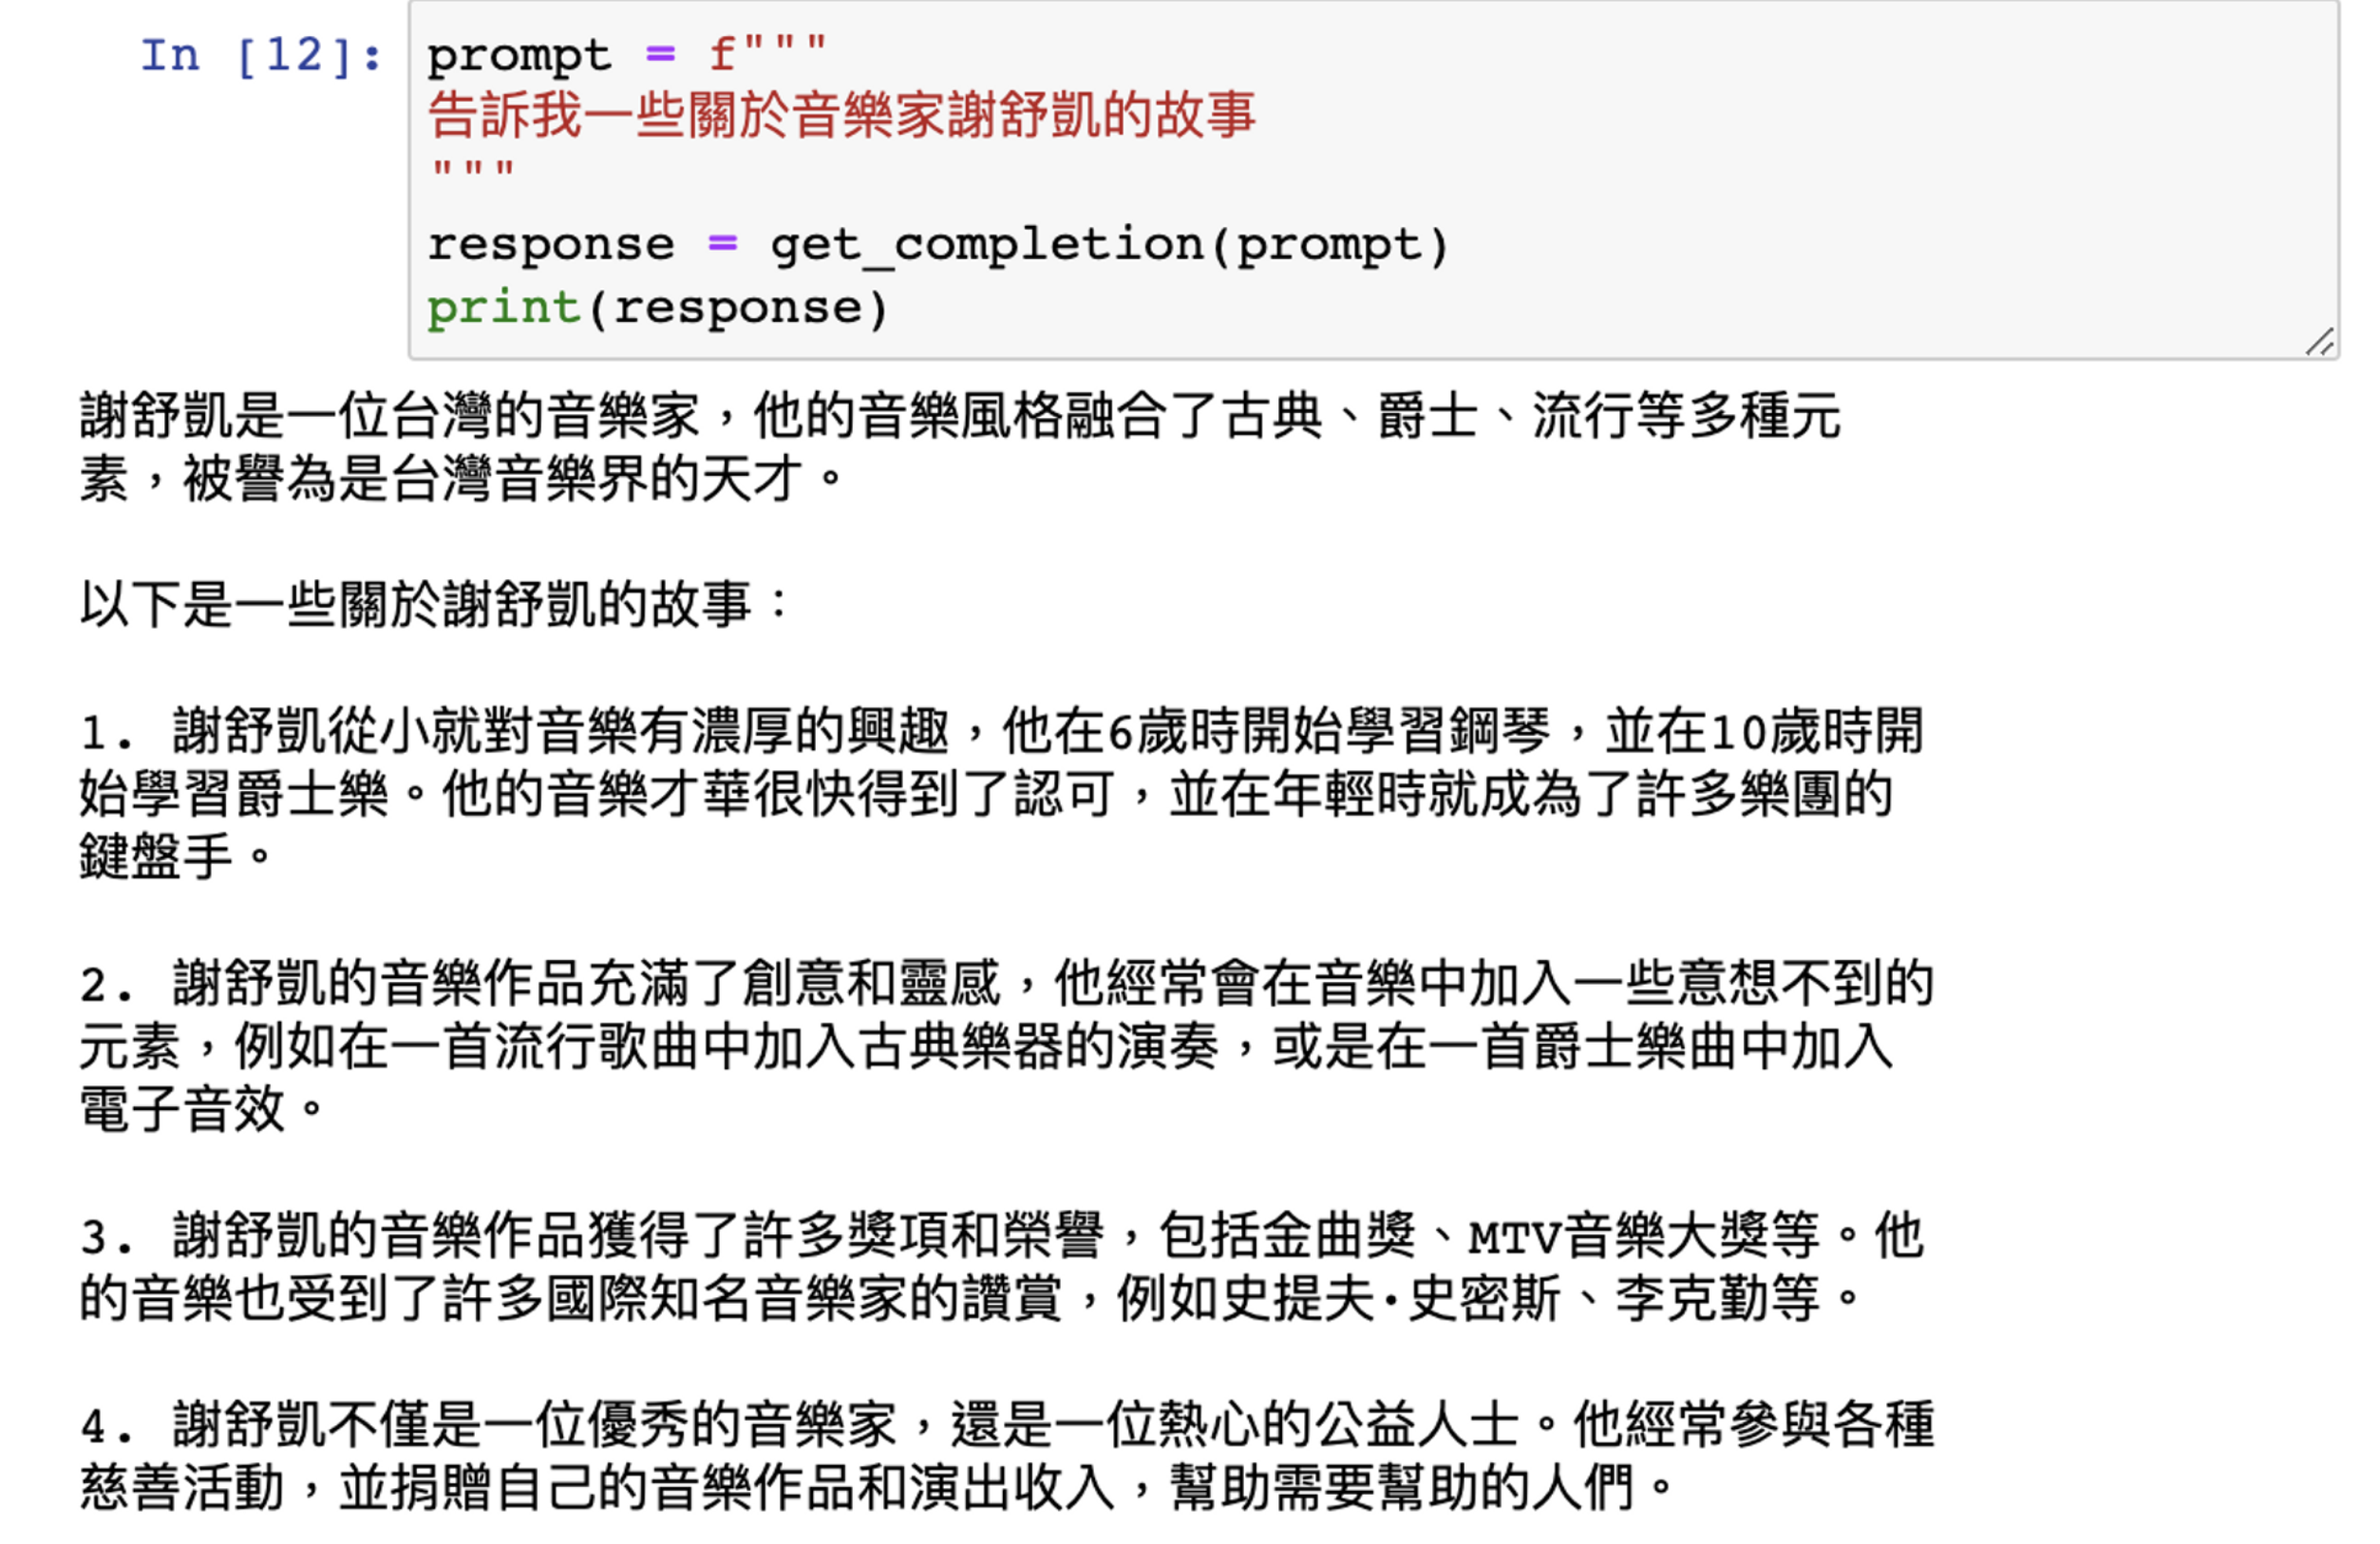 In [12]: prompt = f"""
告訴我一些關於音樂家謝舒凱的故事
"""
response = get_completion(prompt)
print(response)
謝舒凱是一位台灣的音樂家，他的音樂風格融合了古典、爵士、流行等多種元
素，被譽為是台灣音樂界的天才。
以下是一些關於謝舒凱的故事：
1. 謝舒凱從小就對音樂有濃厚的興趣，他在6歲時開始學習鋼琴，並在10歲時開
始學習爵士樂。他的音樂才華很快得到了認可，並在年輕時就成為了許多樂團的
鍵盤手。
2. 謝舒凱的音樂作品充滿了創意和靈感，他經常會在音樂中加入一些意想不到的
元素，例如在一首流行歌曲中加入古典樂器的演奏，或是在一首爵士樂曲中加入
電子音效。
3. 謝舒凱的音樂作品獲得了許多獎項和榮譽，包括金曲獎、MTV音樂大獎等。他
的音樂也受到了許多國際知名音樂家的讚賞，例如史提夫·史密斯、李克勤等。
4. 謝舒凱不僅是一位優秀的音樂家，還是一位熱心的公益人士。他經常參與各種
慈善活動，並捐贈自己的音樂作品和演出收入，幫助需要幫助的人們。